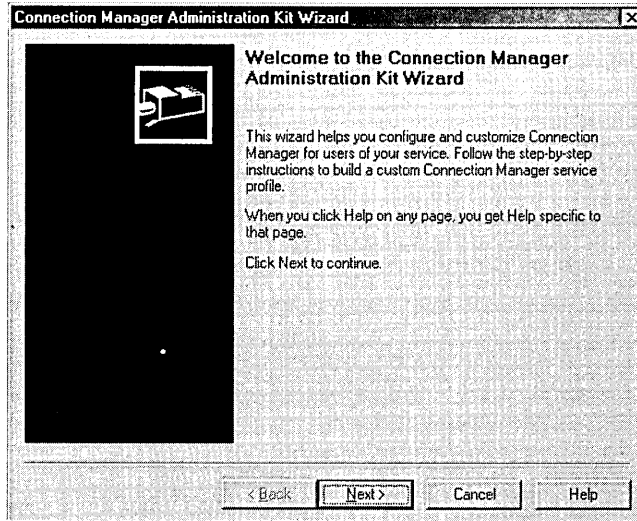 Connection Manager Administration Kit Wizard
Welcome to the Connection Manager
Administration Kit Wizard
This wizard helps you configure and customize Connection
Manager for users of your service. Follow the step-by-step
instructions to build a custom Connection Manager service
profile.
When you click Help on any page, you get Help specific to
that page.
Click Next to continue.
< Back
Next >
Cancel
Help